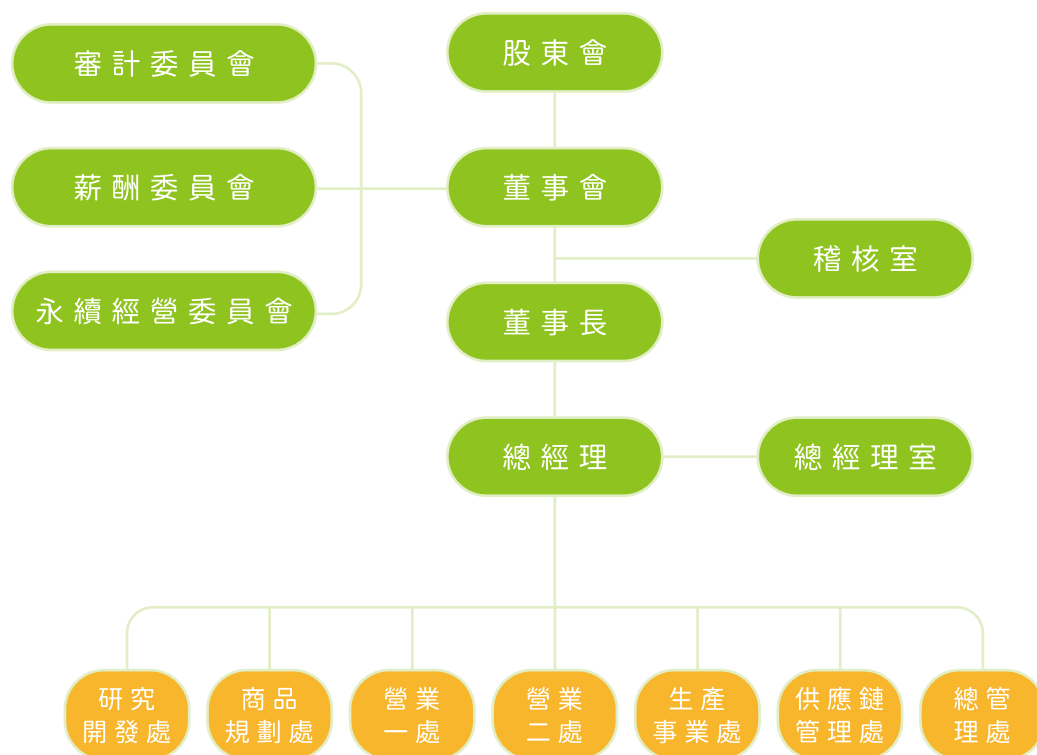 股東會
審計委員會
薪酬委員會
董事會
稽核室
永續經營委員會
董事長
總經理
總經理室
研究
開發處
商品
規劃處
營業
一處
營業
二處
生產
事業處
供應鏈
管理處
總管
理處